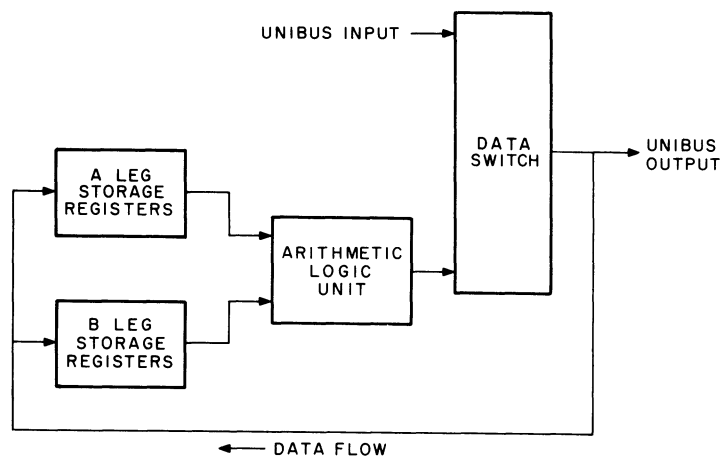 UNIBUS INPUT
DATA
SWITCH
UNIBUS
OUTPUT
A LEG
STORAGE
REGISTERS
ARITHMETIC
LOGIC
UNIT
B LEG
STORAGE
REGISTERS
DATA FLOW